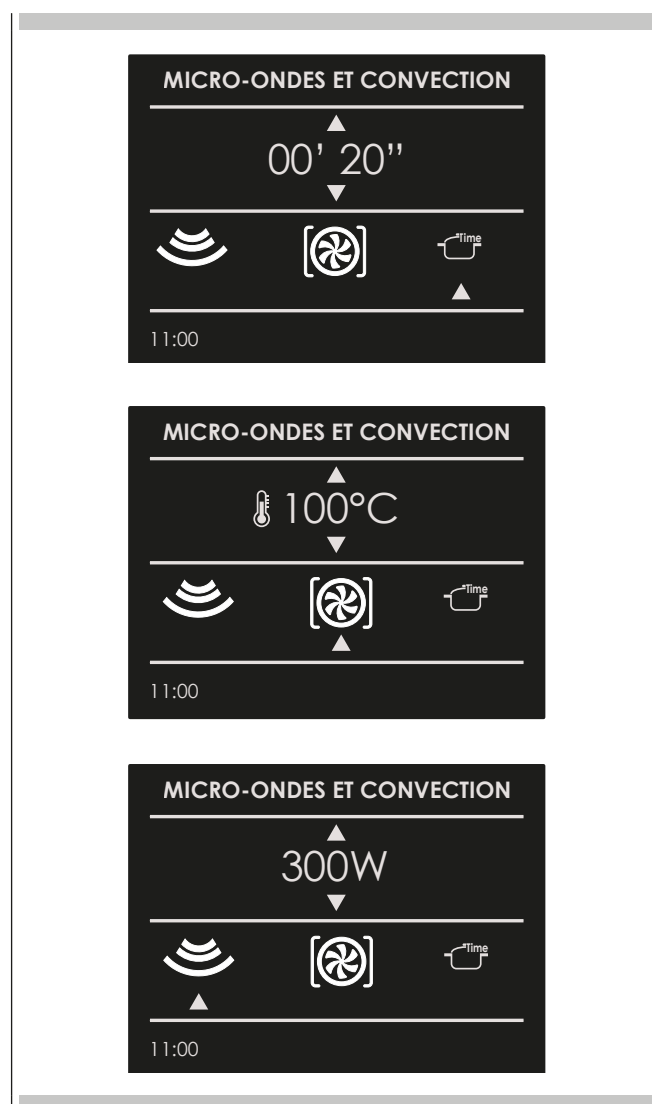 MICRO-ONDES ET CONVECTION
00’ 20’’
Time
11:00
MICRO-ONDES ET CONVECTION
100°C
Time
11:00
MICRO-ONDES ET CONVECTION
300W
Time
11:00